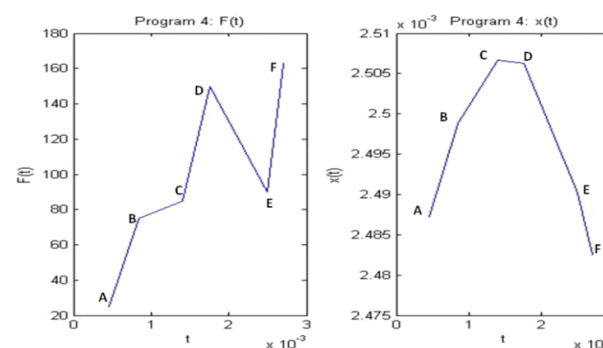 Program 4: F(t)
180
160
140
120
100
80
60
40
20
F(t)
A
B
C
D
E
F
0
1
2
3
t
× 10⁻³
× 10⁻³
Program 4: x(t)
2.51
2.505
2.5
2.495
2.49
2.485
2.48
2.475
x(t)
A
B
C
D
E
F
0
1
2
t